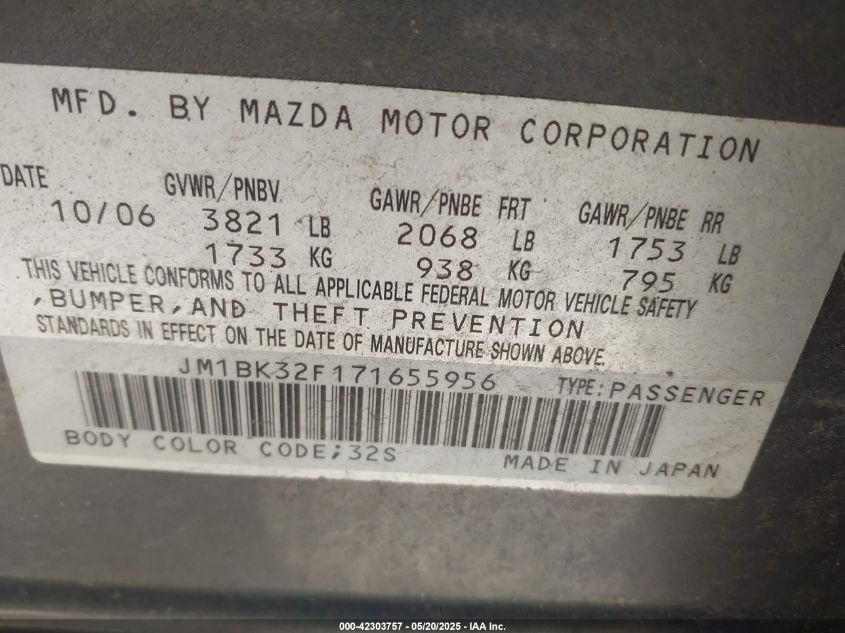 MFD. BY MAZDA MOTOR CORPORATION
DATE GVWR/PNBV GAWR/PNBE FRT GAWR/PNBE RR
10/06 3821 LB 2068 LB 1753 LB
1733 KG 938 KG 795 KG
THIS VEHICLE CONFORMS TO ALL APPLICABLE FEDERAL MOTOR VEHICLE SAFETY
,BUMPER,AND THEFT PREVENTION
STANDARDS IN EFFECT ON THE DATE OF MANUFACTURE SHOWN ABOVE.
JM1BK32F171655956 TYPE:PASSENGER
BODY COLOR CODE;32S MADE IN JAPAN
000-42303757 - 05/20/2025 - IAA Inc.